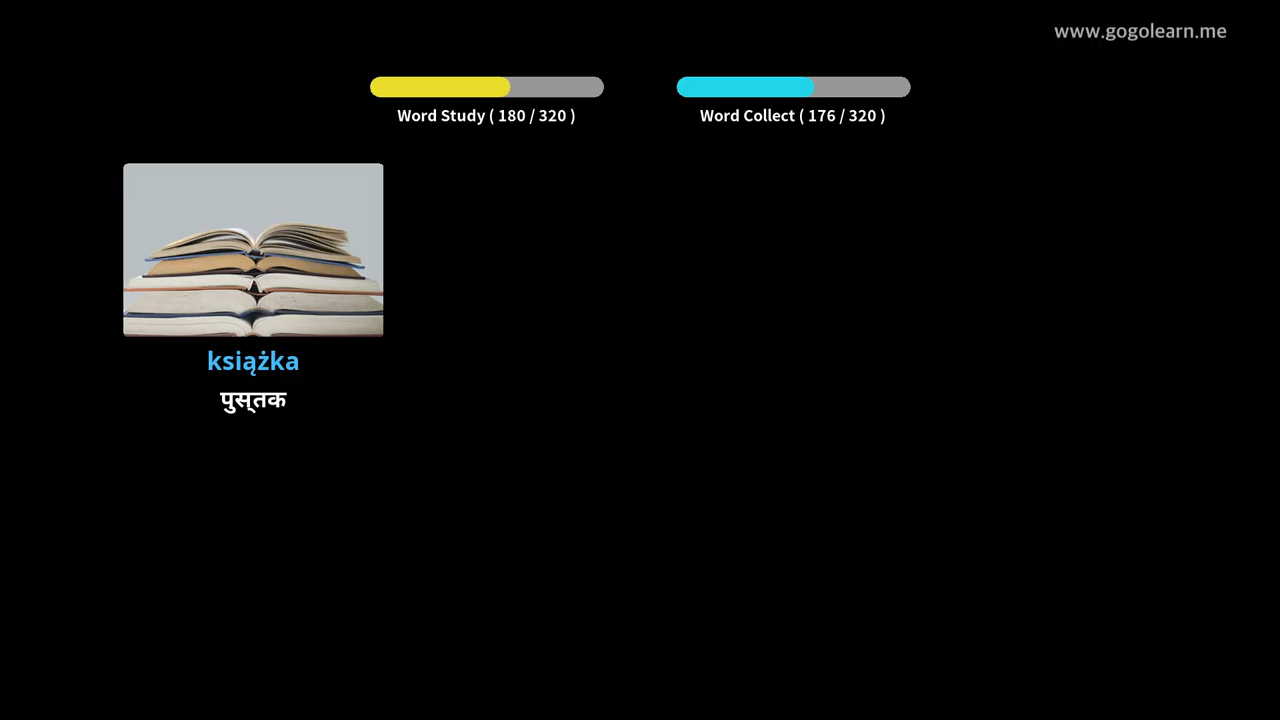 www.gogolearn.me
Word Study ( 180 / 320 )
Word Collect ( 176 / 320 )
książka
पुस्तक